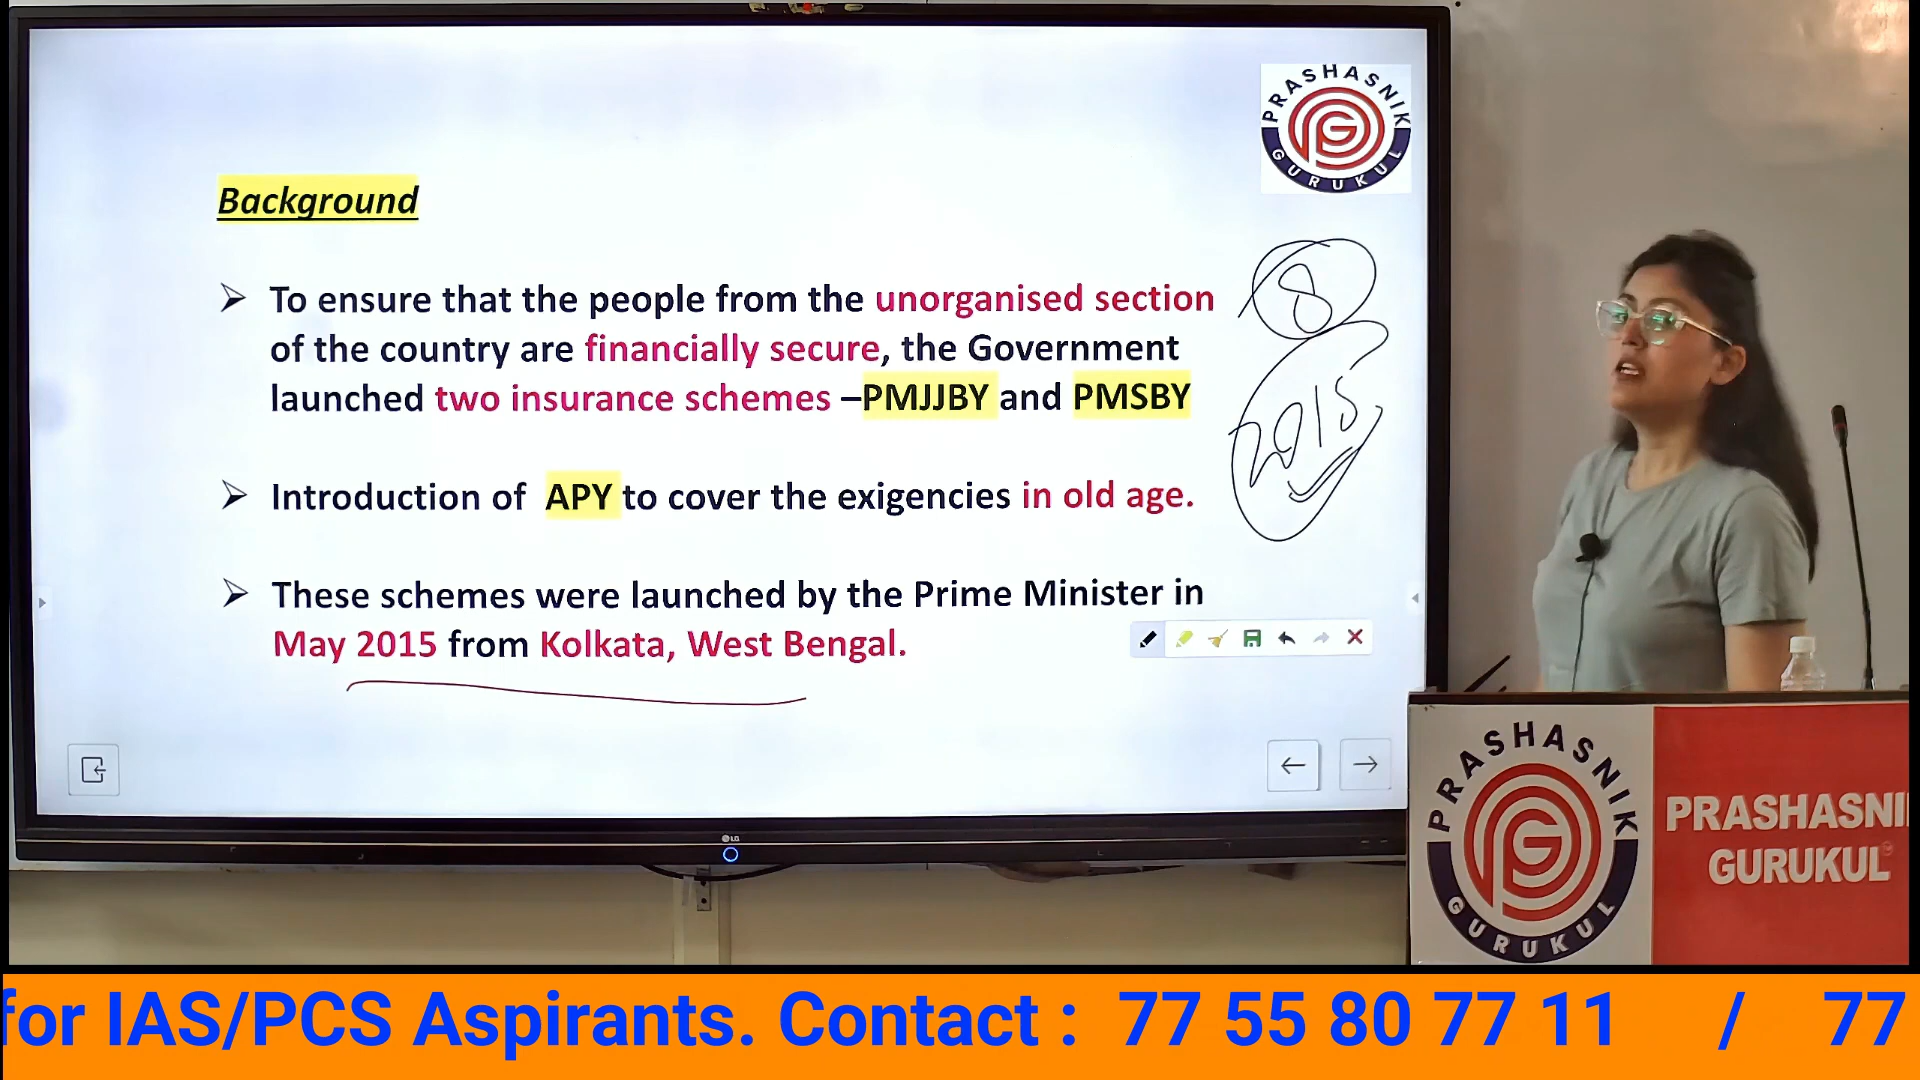 PRASHASNIK
GURUKUL
Background
➤ To ensure that the people from the unorganised section
of the country are financially secure, the Government
launched two insurance schemes –PMJJBY and PMSBY
➤ Introduction of APY to cover the exigencies in old age.
➤ These schemes were launched by the Prime Minister in
May 2015 from Kolkata, West Bengal.
8
2015
LG
PRASHASNIK
GURUKUL
PRASHASNI
GURUKUL
for IAS/PCS Aspirants. Contact : 77 55 80 77 11 / 77